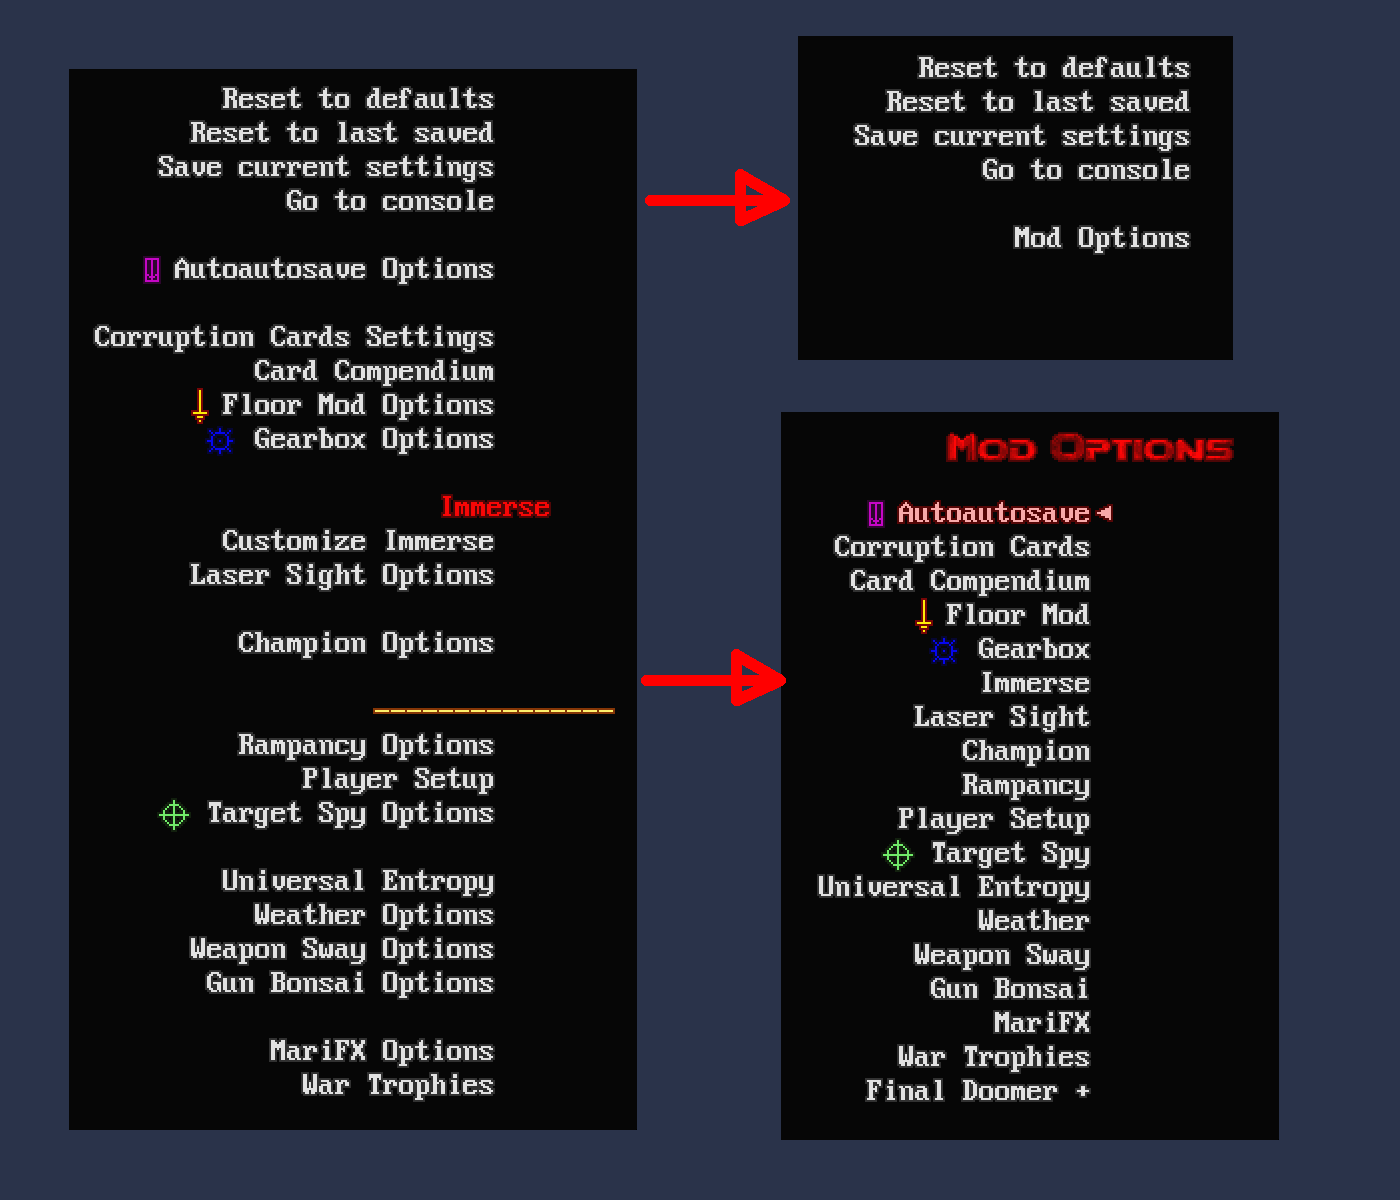 Reset to defaults
Reset to last saved
Save current settings
Go to console
Autoautosave Options
Corruption Cards Settings
Card Compendium
Floor Mod Options
Gearbox Options
Immerse
Customize Immerse
Laser Sight Options
Champion Options
Rampancy Options
Player Setup
Target Spy Options
Universal Entropy
Weather Options
Weapon Sway Options
Gun Bonsai Options
MariFX Options
War Trophies
Reset to defaults
Reset to last saved
Save current settings
Go to console
Mod Options
Mod Options
Autoautosave
Corruption Cards
Card Compendium
Floor Mod
Gearbox
Immerse
Laser Sight
Champion
Rampancy
Player Setup
Target Spy
Universal Entropy
Weather
Weapon Sway
Gun Bonsai
MariFX
War Trophies
Final Doomer +